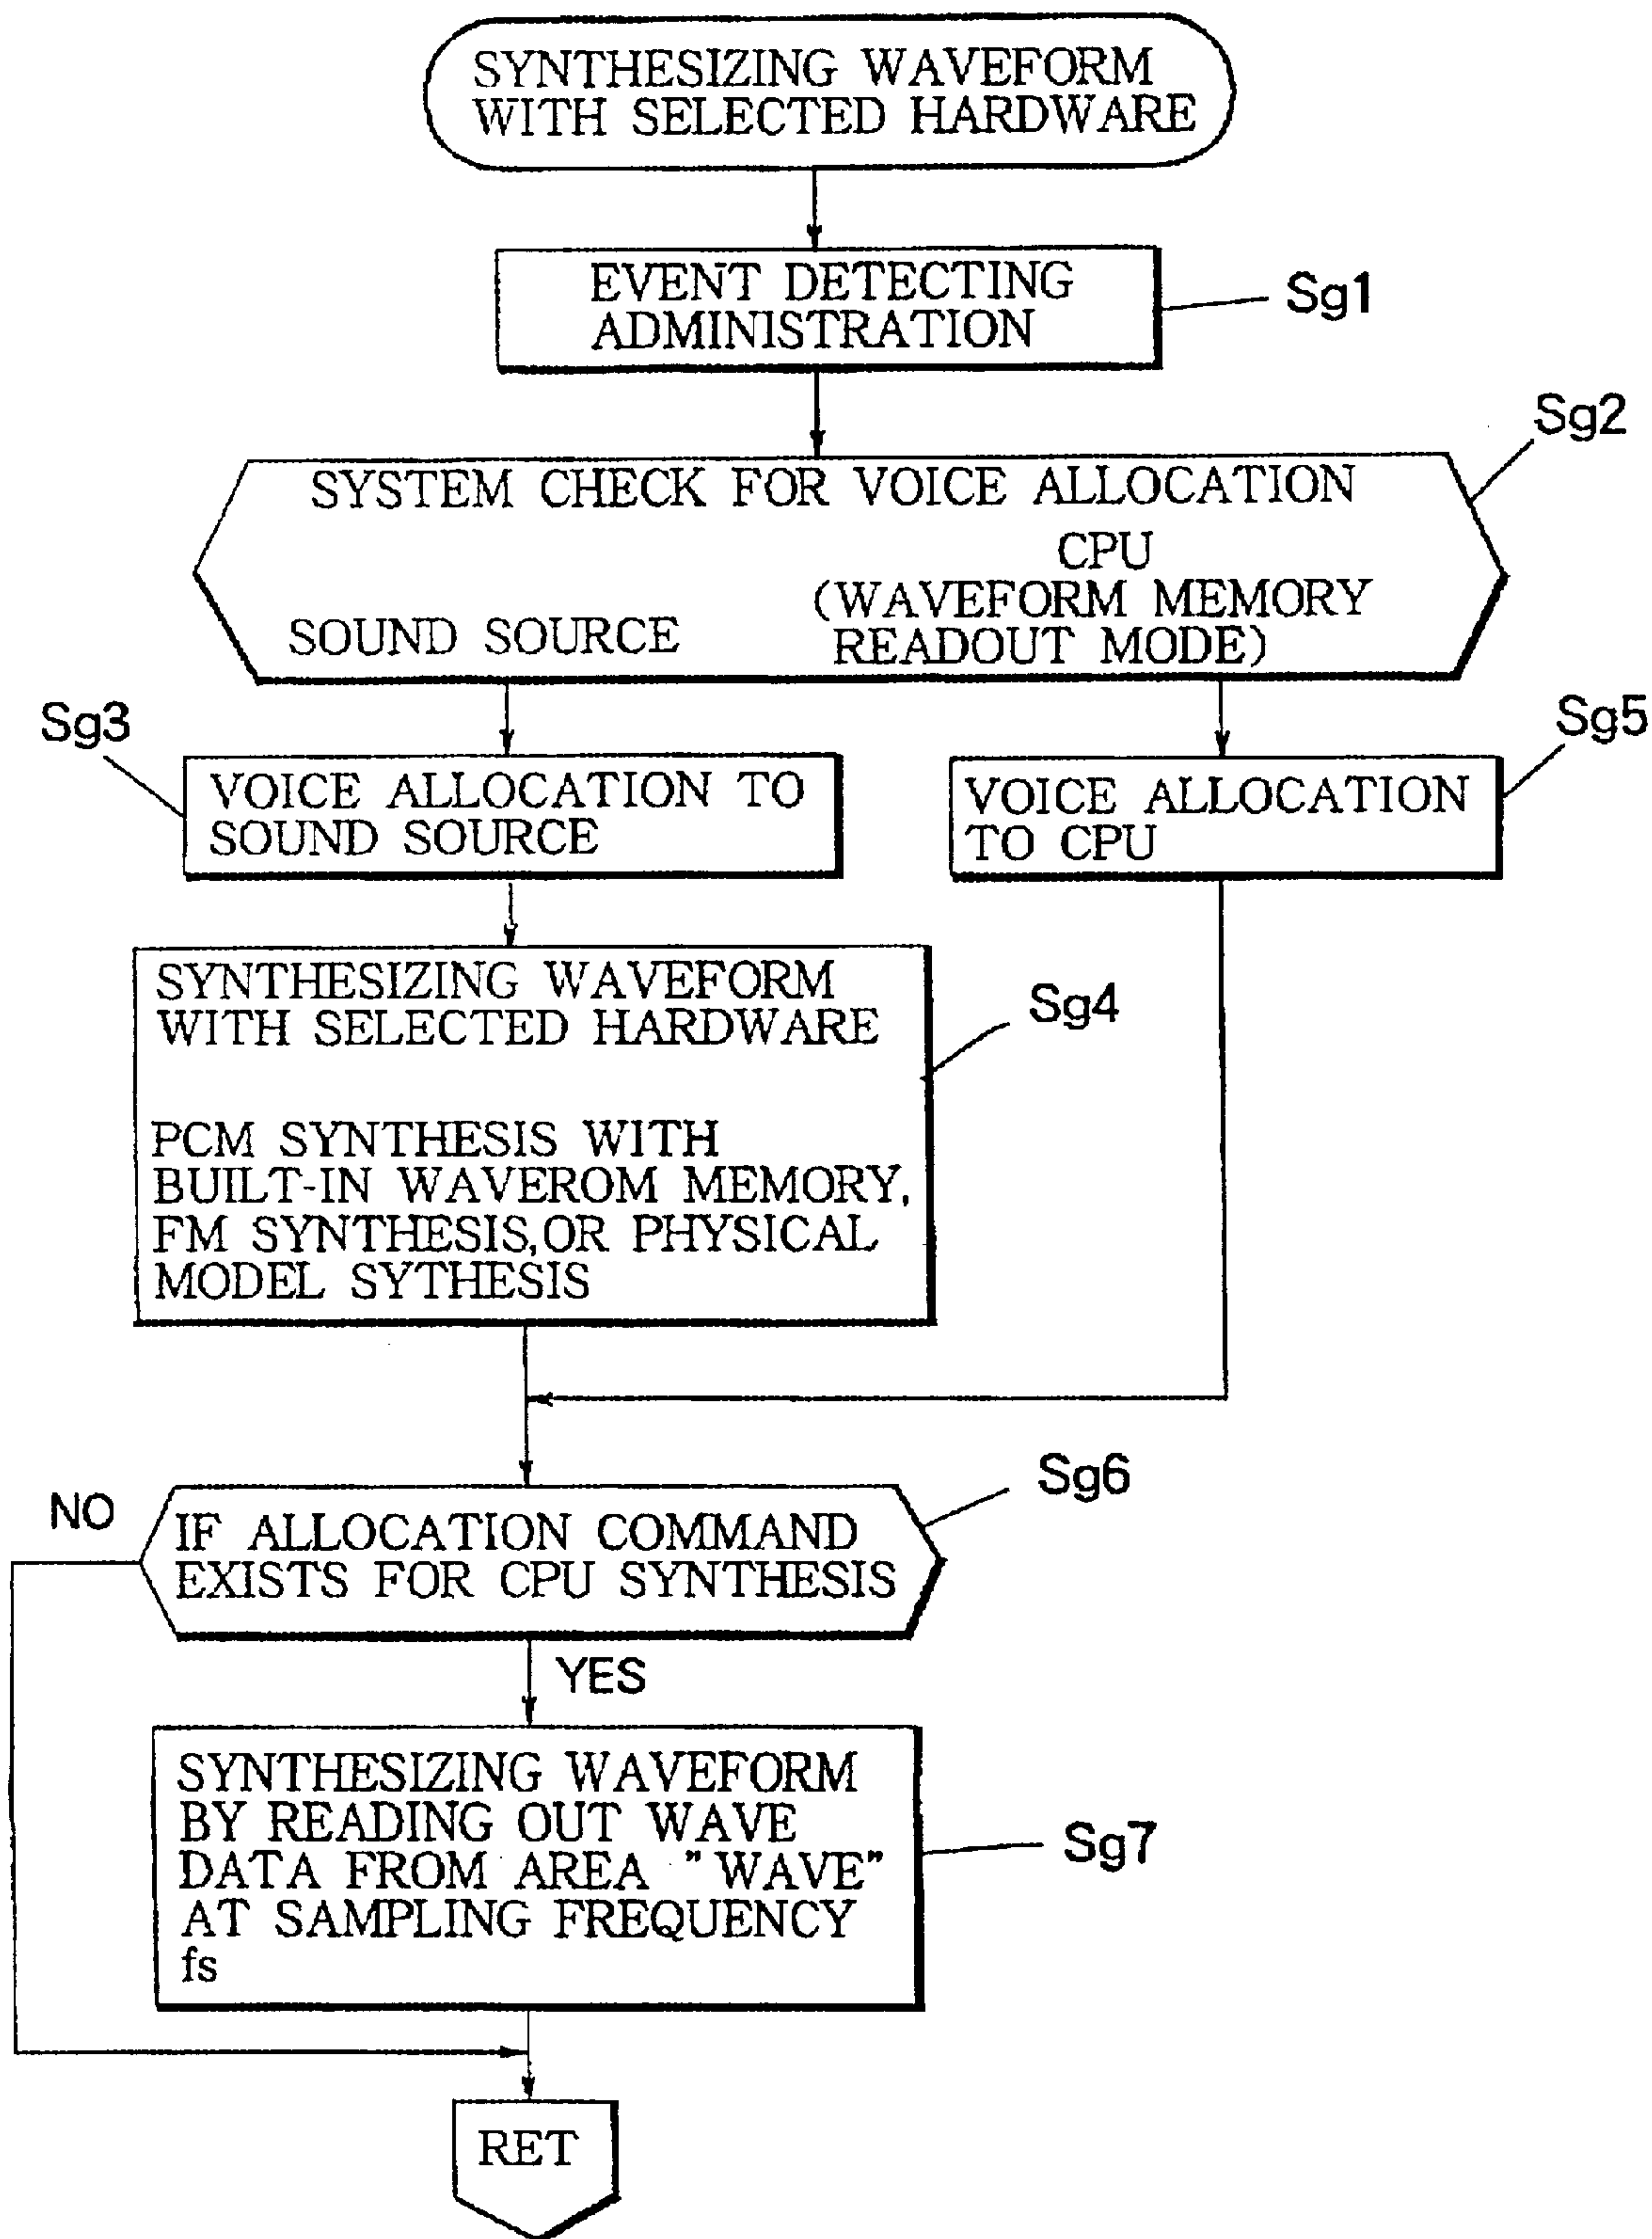 SYNTHESIZING WAVEFORM
WITH SELECTED HARDWARE
EVENT DETECTING
ADMINISTRATION
Sg1
Sg2
SYSTEM CHECK FOR VOICE ALLOCATION
CPU
(WAVEFORM MEMORY
READOUT MODE)
SOUND SOURCE
Sg3
VOICE ALLOCATION TO
SOUND SOURCE
Sg5
VOICE ALLOCATION
TO CPU
SYNTHESIZING WAVEFORM
WITH SELECTED HARDWARE
PCM SYNTHESIS WITH
BUILT-IN WAVEROM MEMORY,
FM SYNTHESIS,OR PHYSICAL
MODEL SYTHESIS
Sg4
NO
IF ALLOCATION COMMAND
EXISTS FOR CPU SYNTHESIS
Sg6
YES
SYNTHESIZING WAVEFORM
BY READING OUT WAVE
DATA FROM AREA "WAVE"
AT SAMPLING FREQUENCY
fs
Sg7
RET